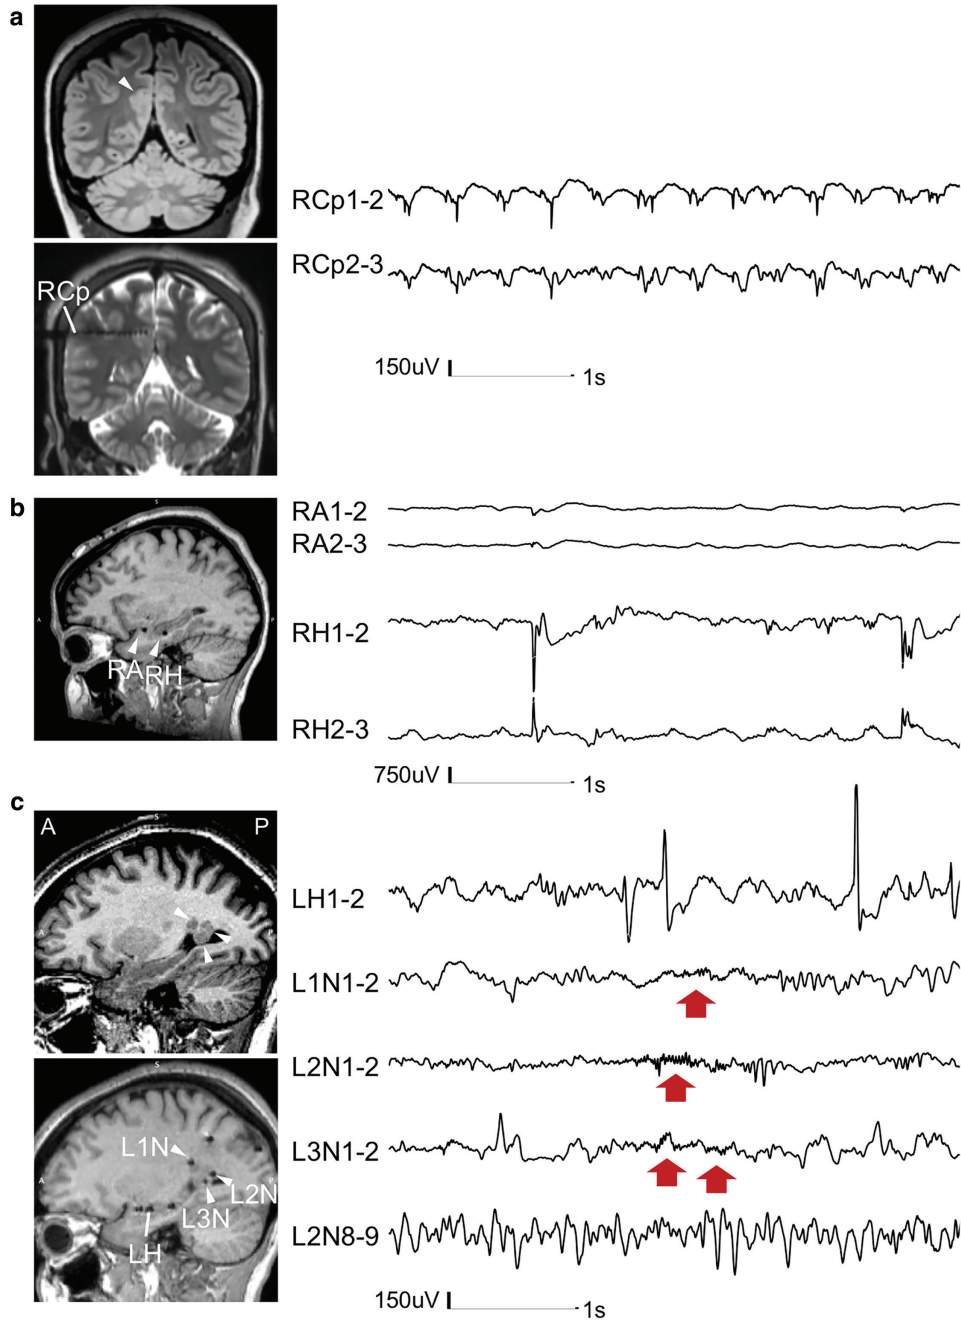 a
RCp1-2
RCp2-3
RCp
150uV
1s
b
S
A
P
RA
RH
RA1-2
RA2-3
RH1-2
RH2-3
750uV
1s
c
A
S
P
A
P
LH1-2
L1N1-2
L2N1-2
L3N1-2
L2N8-9
S
L1N
A
P
L2N
L3N
LH
150uV
1s